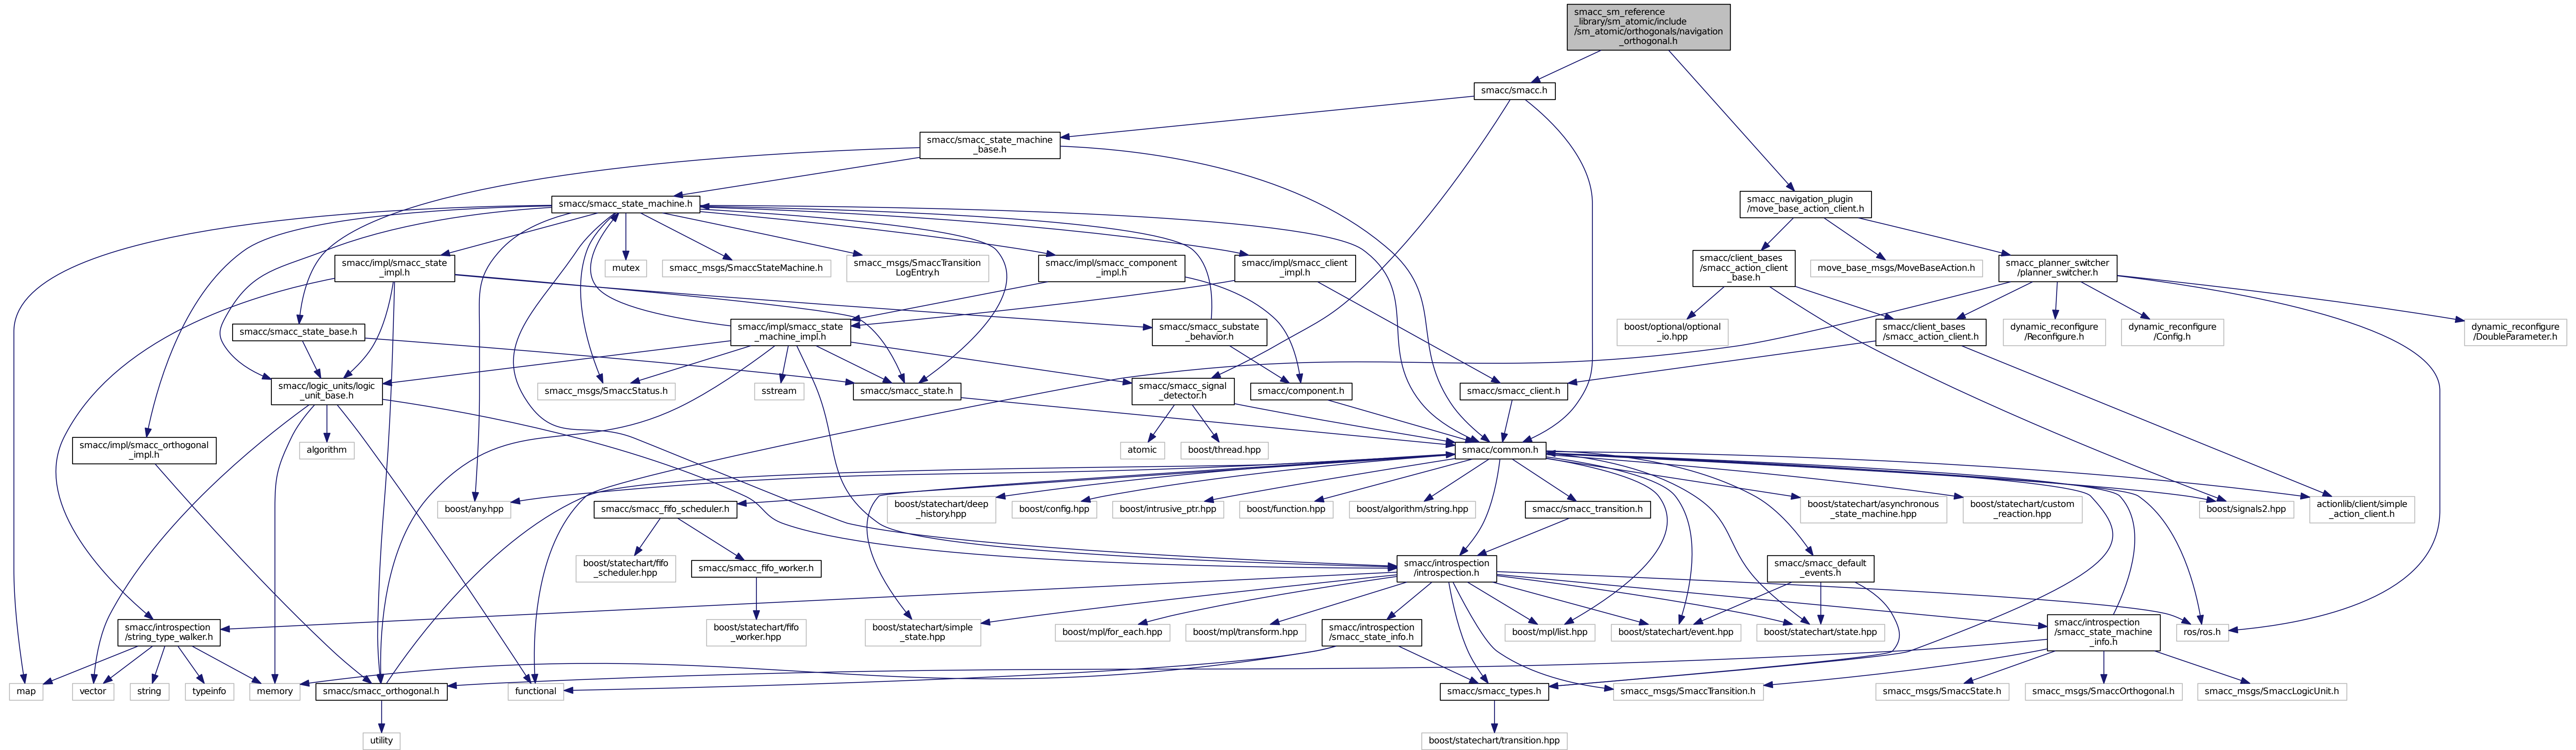 smacc_sm_reference
_library/sm_atomic/include
/sm_atomic/orthogonals/navigation
_orthogonal.h
smacc/smacc.h
smacc/smacc_state_machine
_base.h
smacc/smacc_state_machine.h
smacc_navigation_plugin
/move_base_action_client.h
smacc/impl/smacc_state
_impl.h
mutex
smacc_msgs/SmaccStateMachine.h
smacc_msgs/SmaccTransition
LogEntry.h
smacc/impl/smacc_component
_impl.h
smacc/impl/smacc_client
_impl.h
smacc/client_bases
/smacc_action_client
_base.h
move_base_msgs/MoveBaseAction.h
smacc_planner_switcher
/planner_switcher.h
smacc/smacc_state_base.h
smacc/impl/smacc_state
_machine_impl.h
smacc/smacc_substate
_behavior.h
boost/optional/optional
_io.hpp
smacc/client_bases
/smacc_action_client.h
dynamic_reconfigure
/Reconfigure.h
dynamic_reconfigure
/Config.h
dynamic_reconfigure
/DoubleParameter.h
smacc/logic_units/logic
_unit_base.h
smacc_msgs/SmaccStatus.h
sstream
smacc/smacc_state.h
smacc/smacc_signal
_detector.h
smacc/component.h
smacc/smacc_client.h
smacc/impl/smacc_orthogonal
_impl.h
algorithm
atomic
boost/thread.hpp
smacc/common.h
boost/any.hpp
smacc/smacc_fifo_scheduler.h
boost/statechart/deep
_history.hpp
boost/config.hpp
boost/intrusive_ptr.hpp
boost/function.hpp
boost/algorithm/string.hpp
smacc/smacc_transition.h
boost/statechart/asynchronous
_state_machine.hpp
boost/statechart/custom
_reaction.hpp
boost/signals2.hpp
actionlib/client/simple
_action_client.h
boost/statechart/fifo
_scheduler.hpp
smacc/smacc_fifo_worker.h
smacc/introspection
/introspection.h
smacc/smacc_default
_events.h
smacc/introspection
/string_type_walker.h
boost/statechart/fifo
_worker.hpp
boost/statechart/simple
_state.hpp
boost/mpl/for_each.hpp
boost/mpl/transform.hpp
smacc/introspection
/smacc_state_info.h
boost/mpl/list.hpp
boost/statechart/event.hpp
boost/statechart/state.hpp
smacc/introspection
/smacc_state_machine
_info.h
ros/ros.h
map
vector
string
typeinfo
memory
smacc/smacc_orthogonal.h
functional
smacc/smacc_types.h
smacc_msgs/SmaccTransition.h
smacc_msgs/SmaccState.h
smacc_msgs/SmaccOrthogonal.h
smacc_msgs/SmaccLogicUnit.h
utility
boost/statechart/transition.hpp